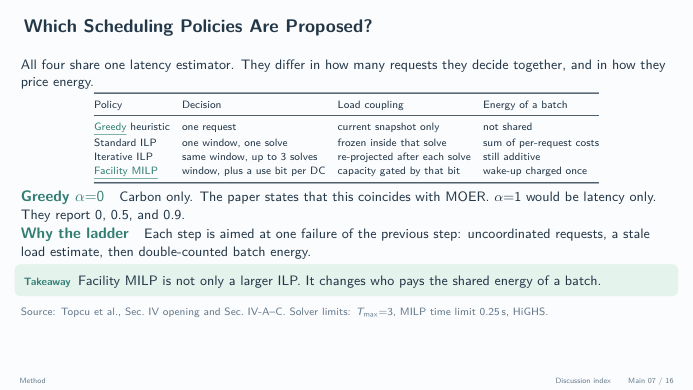 Which Scheduling Policies Are Proposed?
All four share one latency estimator. They differ in how many requests they decide together, and in how they
price energy.
Policy Decision Load coupling Energy of a batch
Greedy heuristic one request current snapshot only not shared
Standard ILP one window, one solve frozen inside that solve sum of per-request costs
Iterative ILP same window, up to 3 solves re-projected after each solve still additive
Facility MILP window, plus a use bit per DC capacity gated by that bit wake-up charged once
Greedy α=0 Carbon only. The paper states that this coincides with MOER. α=1 would be latency only.
They report 0, 0.5, and 0.9.
Why the ladder Each step is aimed at one failure of the previous step: uncoordinated requests, a stale
load estimate, then double-counted batch energy.
Takeaway Facility MILP is not only a larger ILP. It changes who pays the shared energy of a batch.
Source: Topcu et al., Sec. IV opening and Sec. IV-A–C. Solver limits: Tmax=3, MILP time limit 0.25 s, HiGHS.
Method Discussion index Main 07 / 16